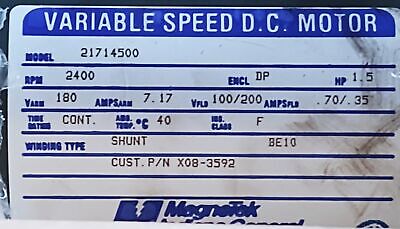 VARIABLE SPEED D.C. MOTOR
MODEL 21714500
RPM 2400 ENCL DP HP 1.5
VARM 180 AMPSARM 7.17 VFLD 100/200 AMPSFLD .70/.35
TIME RATING CONT. AMB. TEMP. °C 40 INS. CLASS F
WINDING TYPE SHUNT BE10
CUST. P/N X08-3592
MagneTek
Indiana General